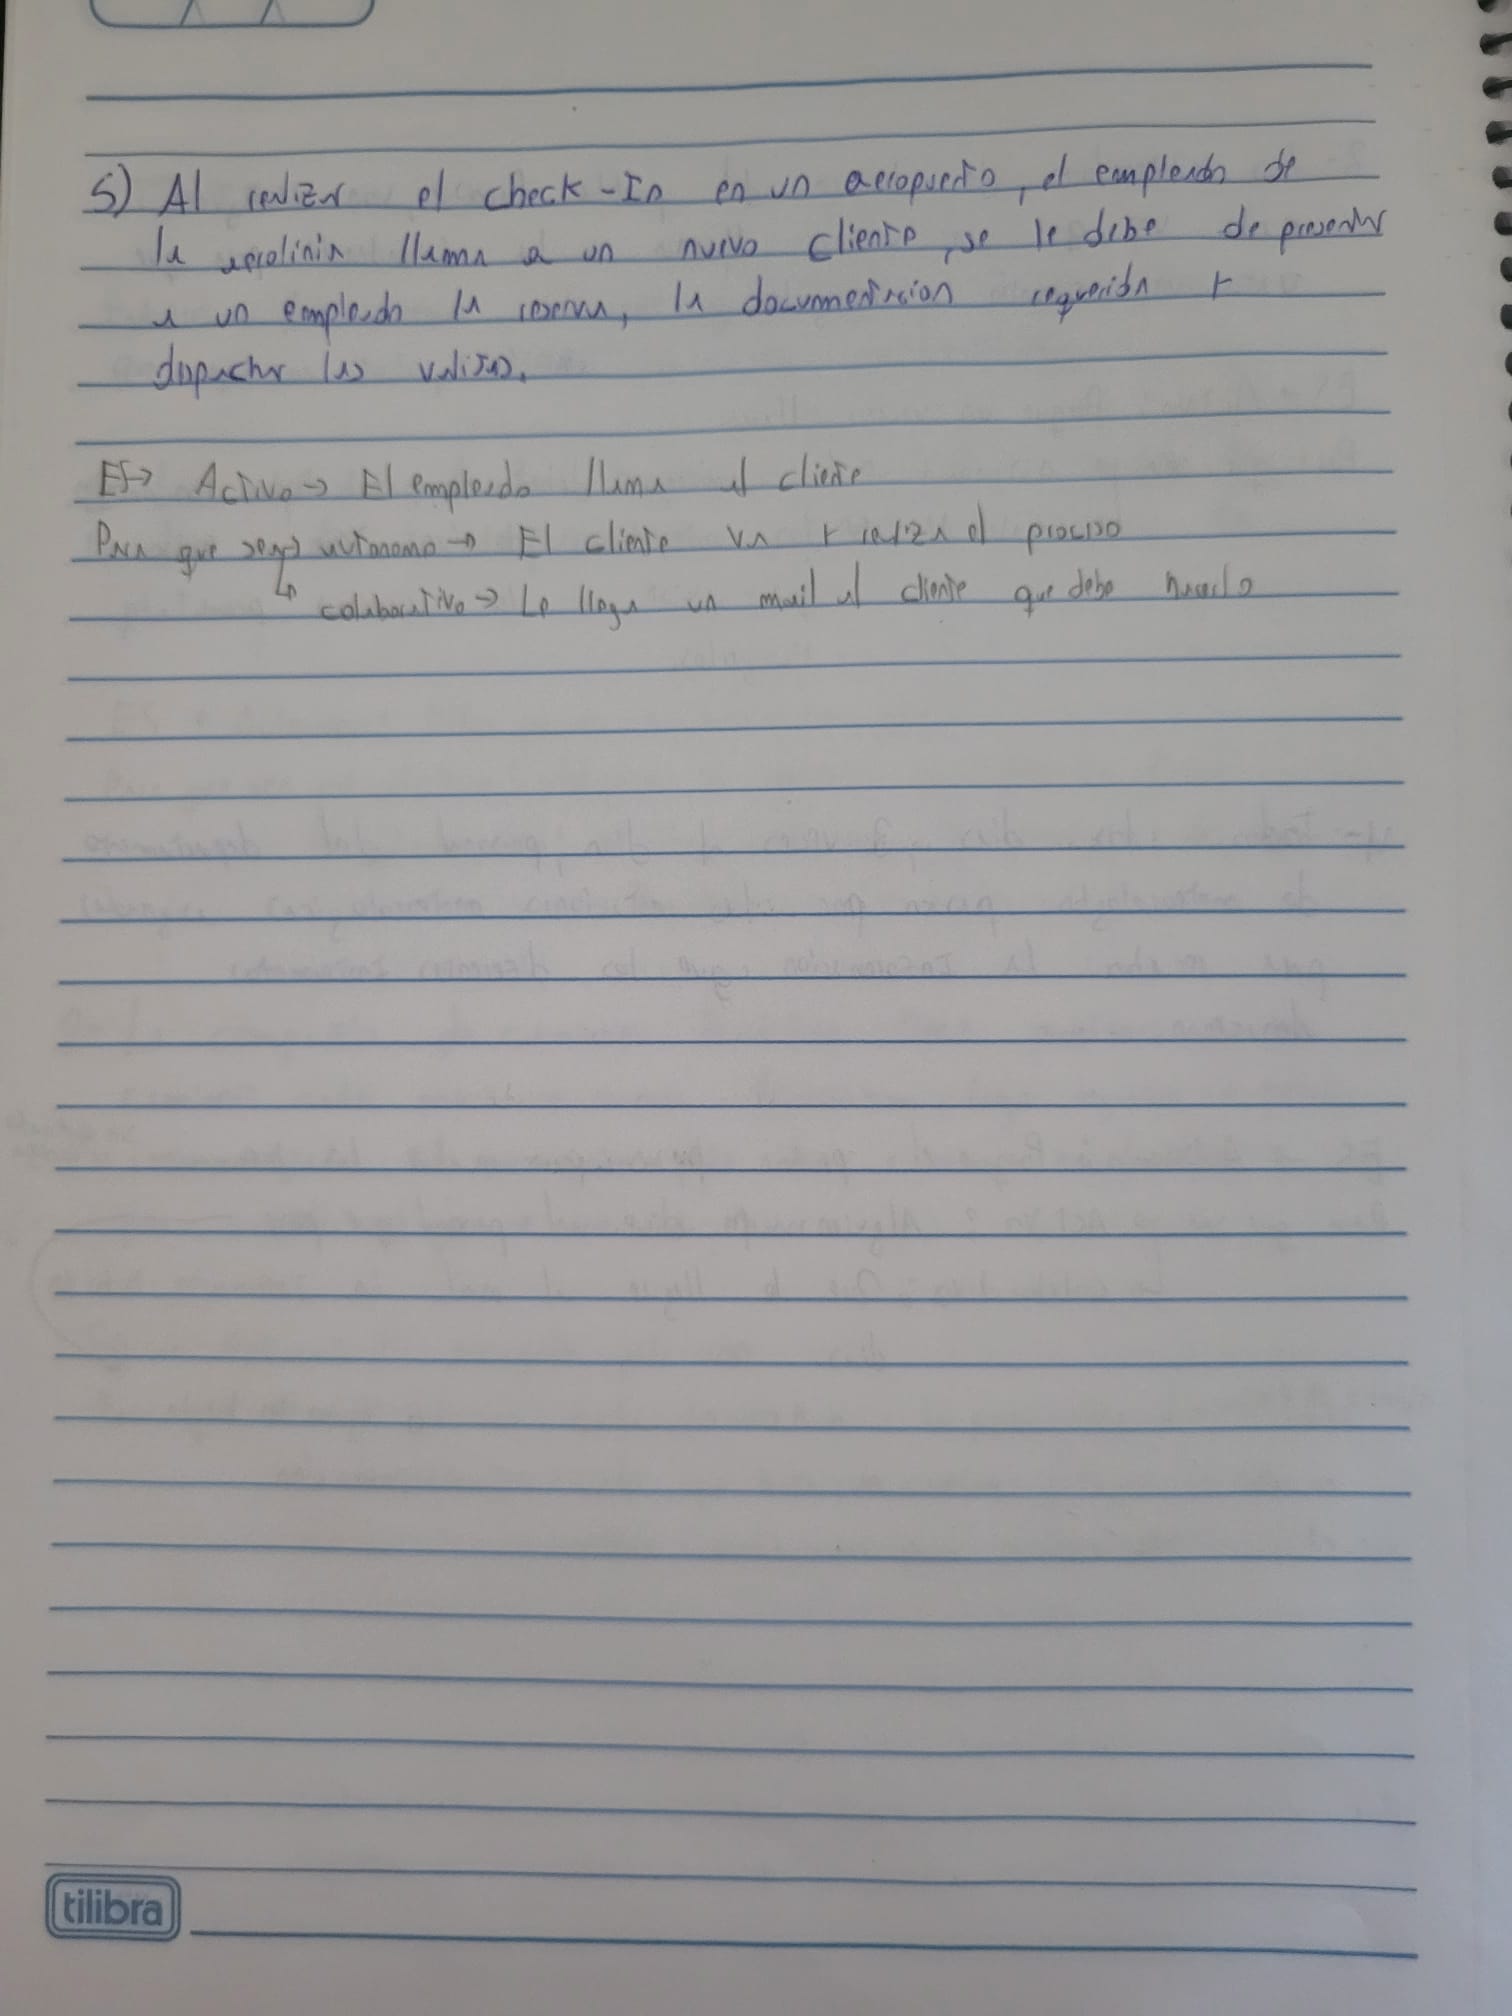 5) Al realizar el check-In en un aeropuerto, el empleado de
la aerolinia llama a un nuevo cliente, se le debe de presentar
a un empleado la reserva, la documentacion requerida y
dispachar las valisas.
ES→ Activo→ El empleado llama al cliente
Para que sea autonomo→ El cliente va y realiza el proceso
↳ colaborativo→ Le llega un mail al cliente que debe hacerlo
tilibra